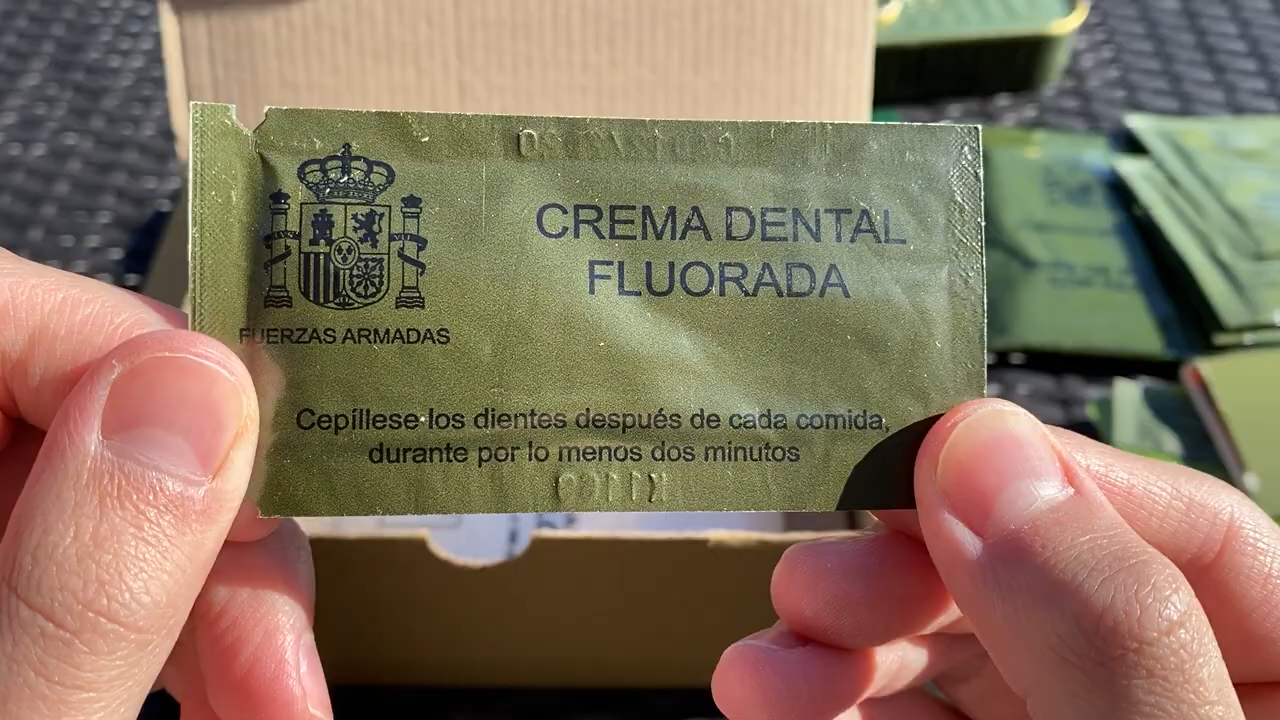 CREMA DENTAL
FLUORADA
FUERZAS ARMADAS
Cepíllese los dientes después de cada comida,
durante por lo menos dos minutos